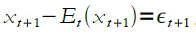 x_{t+1} − E_t(x_{t+1}) = ϵ_{t+1}